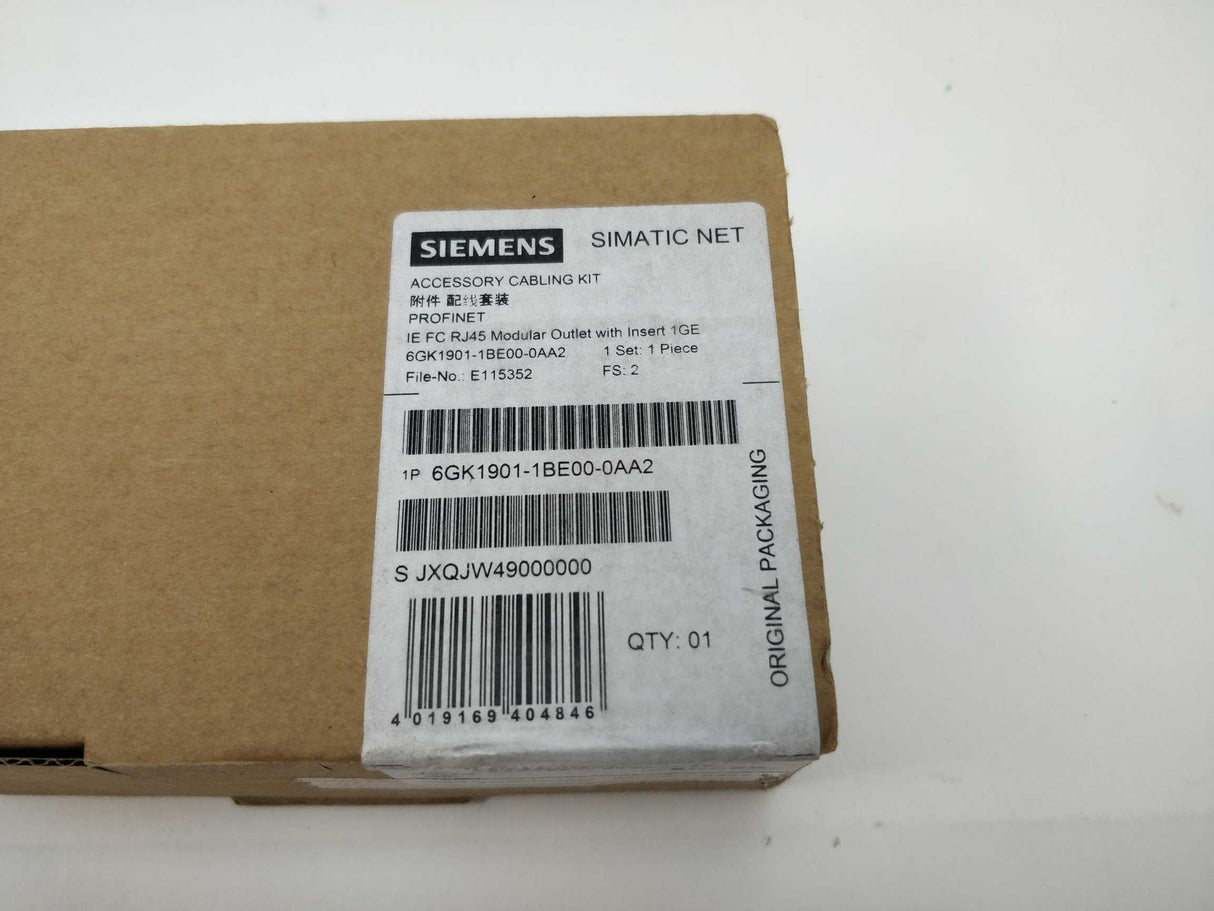 SIEMENS SIMATIC NET
ACCESSORY CABLING KIT
附件 配线套装
PROFINET
IE FC RJ45 Modular Outlet with Insert 1GE
6GK1901-1BE00-0AA2 1 Set: 1 Piece
File-No.: E115352 FS: 2
1P 6GK1901-1BE00-0AA2
S JXQJW49000000
QTY: 01
4 019169 404846
ORIGINAL PACKAGING